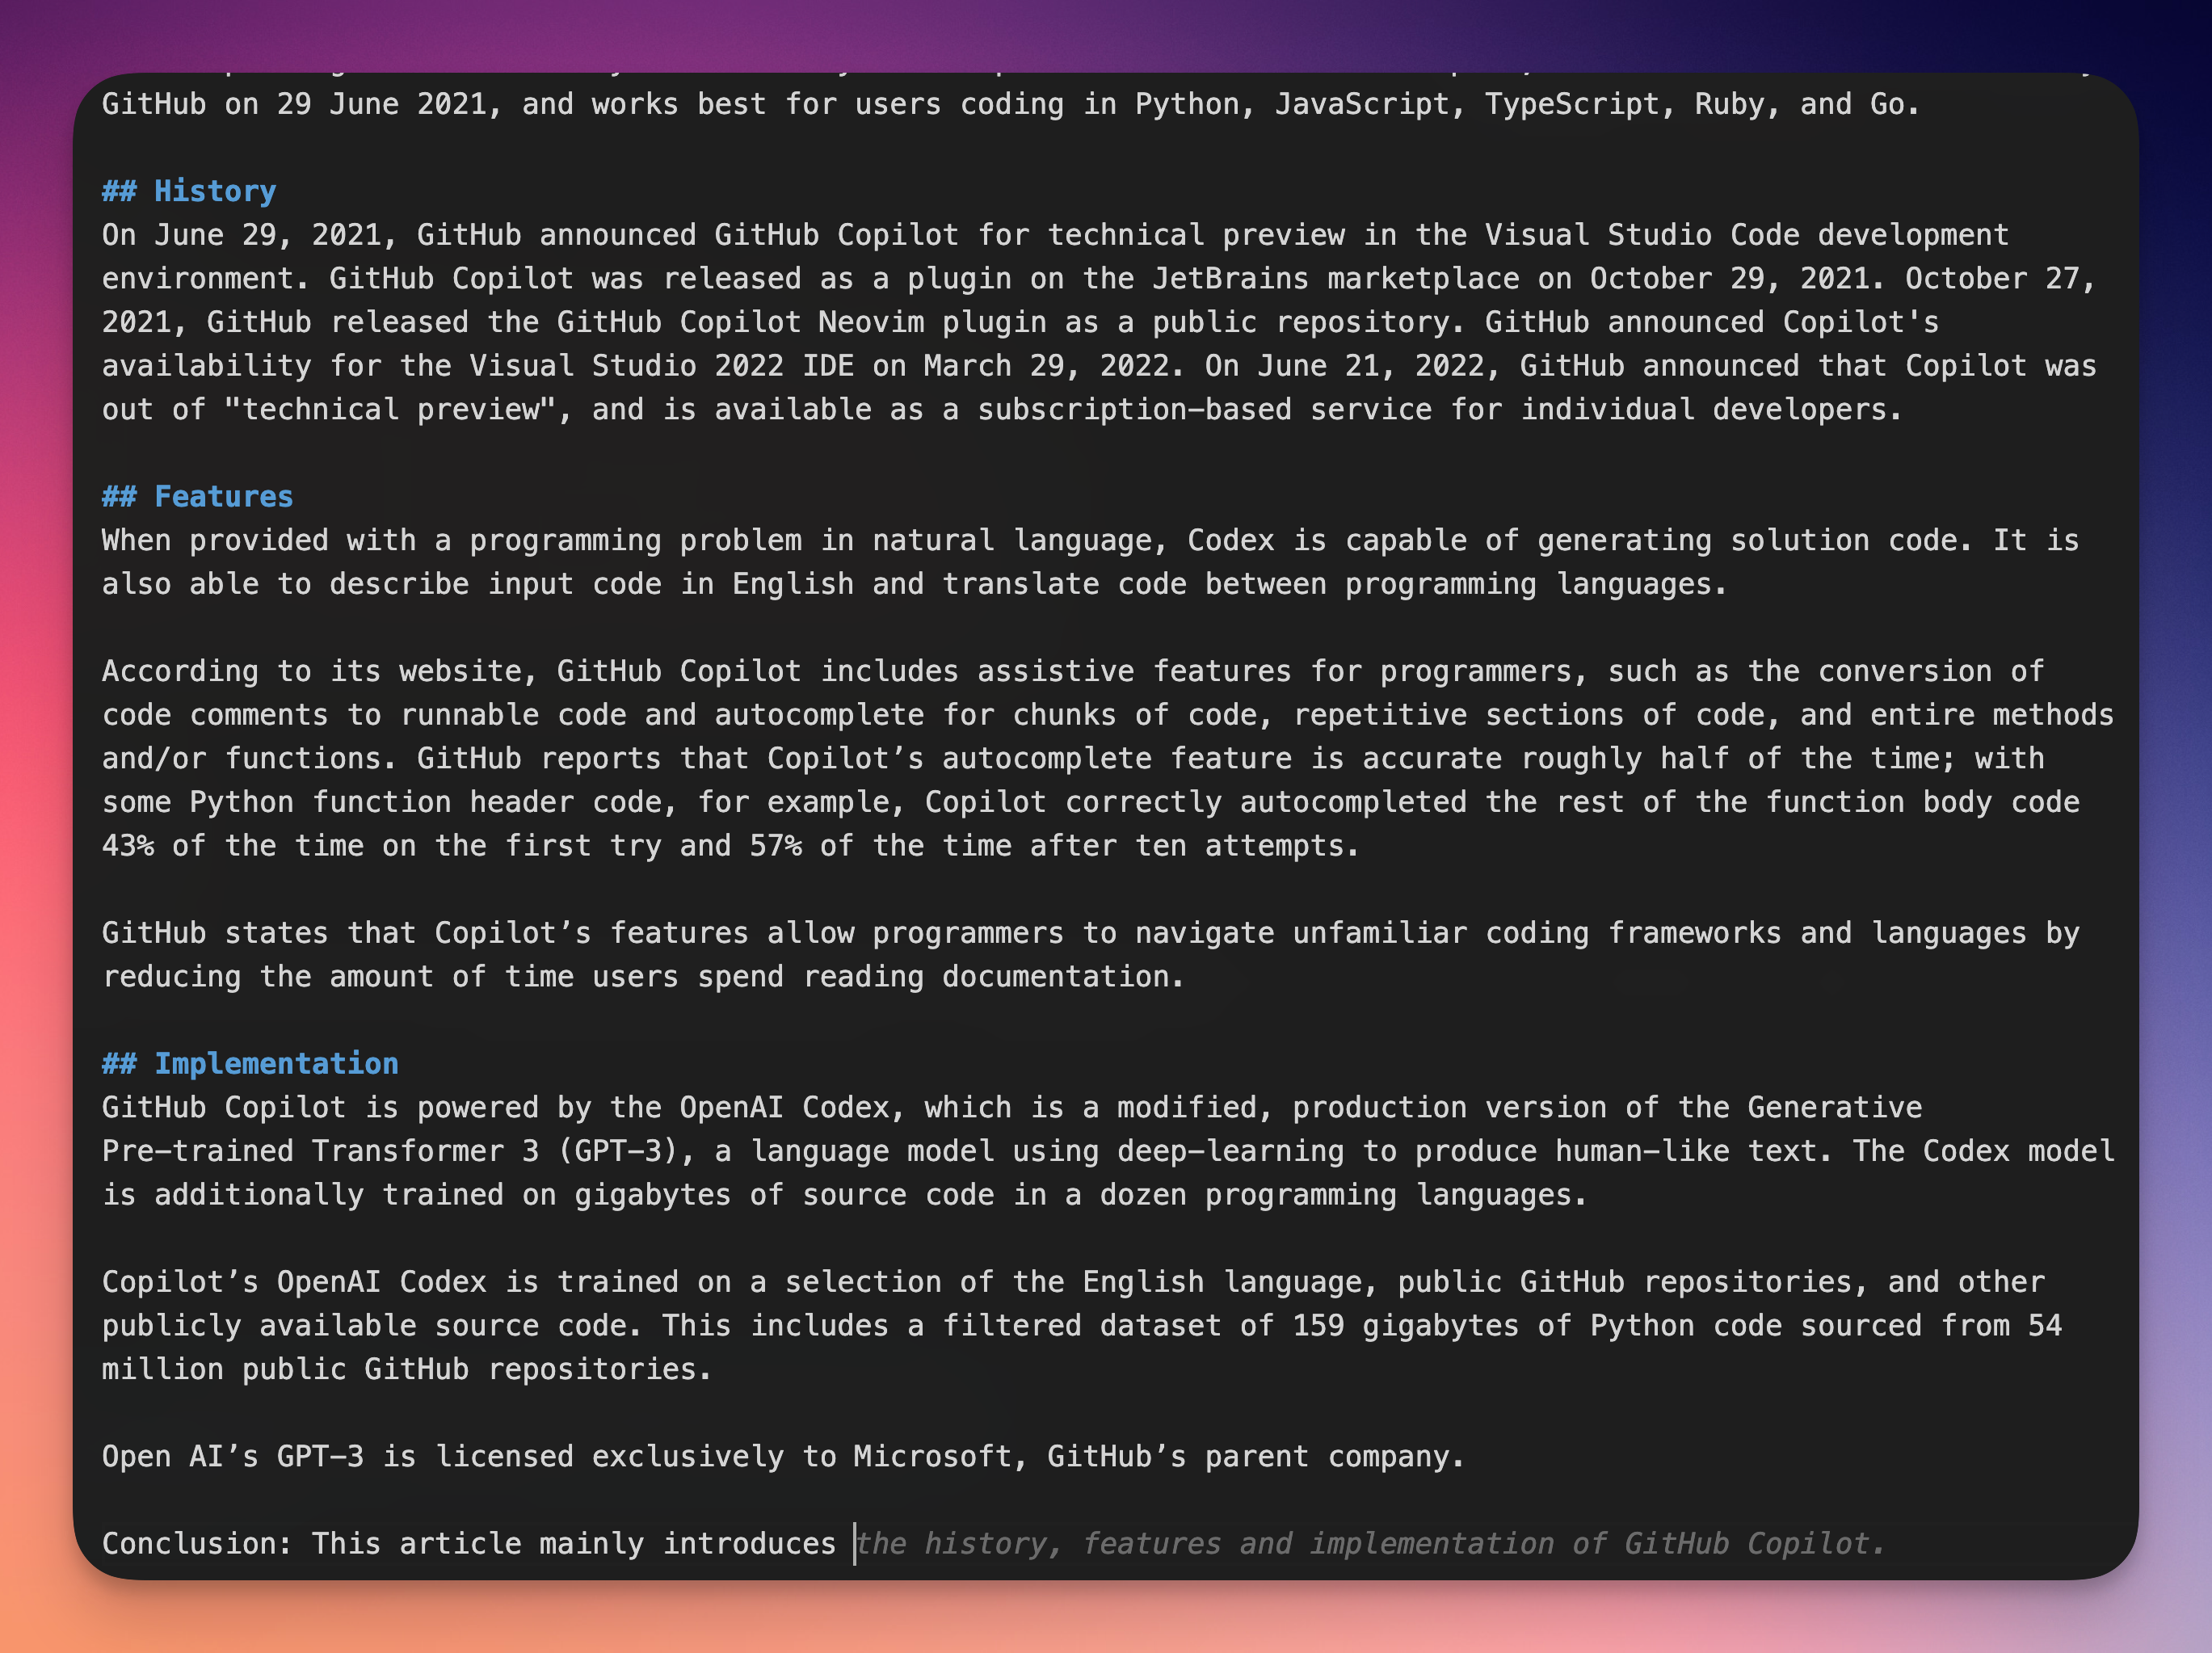 GitHub on 29 June 2021, and works best for users coding in Python, JavaScript, TypeScript, Ruby, and Go.
## History
On June 29, 2021, GitHub announced GitHub Copilot for technical preview in the Visual Studio Code development
environment. GitHub Copilot was released as a plugin on the JetBrains marketplace on October 29, 2021. October 27,
2021, GitHub released the GitHub Copilot Neovim plugin as a public repository. GitHub announced Copilot's
availability for the Visual Studio 2022 IDE on March 29, 2022. On June 21, 2022, GitHub announced that Copilot was
out of "technical preview", and is available as a subscription-based service for individual developers.
## Features
When provided with a programming problem in natural language, Codex is capable of generating solution code. It is
also able to describe input code in English and translate code between programming languages.
According to its website, GitHub Copilot includes assistive features for programmers, such as the conversion of
code comments to runnable code and autocomplete for chunks of code, repetitive sections of code, and entire methods
and/or functions. GitHub reports that Copilot’s autocomplete feature is accurate roughly half of the time; with
some Python function header code, for example, Copilot correctly autocompleted the rest of the function body code
43% of the time on the first try and 57% of the time after ten attempts.
GitHub states that Copilot’s features allow programmers to navigate unfamiliar coding frameworks and languages by
reducing the amount of time users spend reading documentation.
## Implementation
GitHub Copilot is powered by the OpenAI Codex, which is a modified, production version of the Generative
Pre-trained Transformer 3 (GPT-3), a language model using deep-learning to produce human-like text. The Codex model
is additionally trained on gigabytes of source code in a dozen programming languages.
Copilot’s OpenAI Codex is trained on a selection of the English language, public GitHub repositories, and other
publicly available source code. This includes a filtered dataset of 159 gigabytes of Python code sourced from 54
million public GitHub repositories.
Open AI’s GPT-3 is licensed exclusively to Microsoft, GitHub’s parent company.
Conclusion: This article mainly introduces the history, features and implementation of GitHub Copilot.